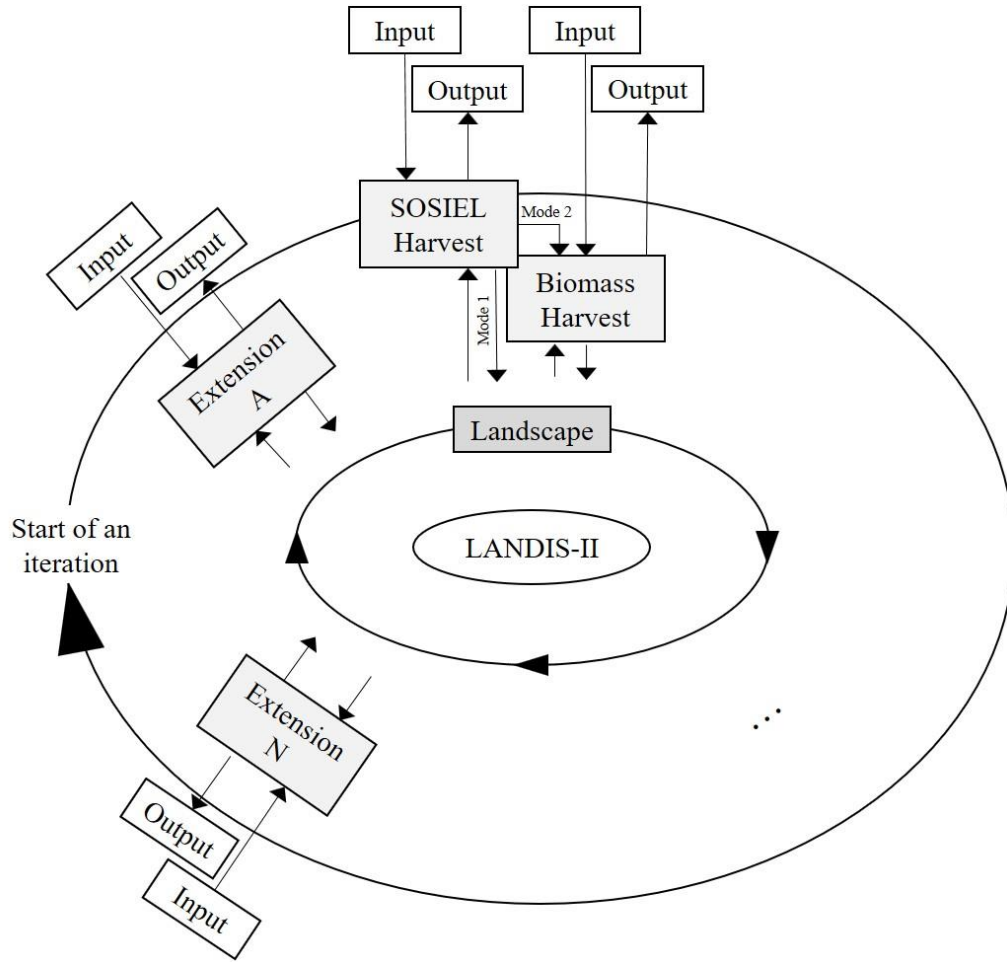 Input
Input
Output
Output
SOSIEL
Harvest
Mode 2
Biomass
Harvest
Mode 1
Input
Output
Extension
A
Landscape
Start of an
iteration
LANDIS-II
Extension
N
...
Output
Input